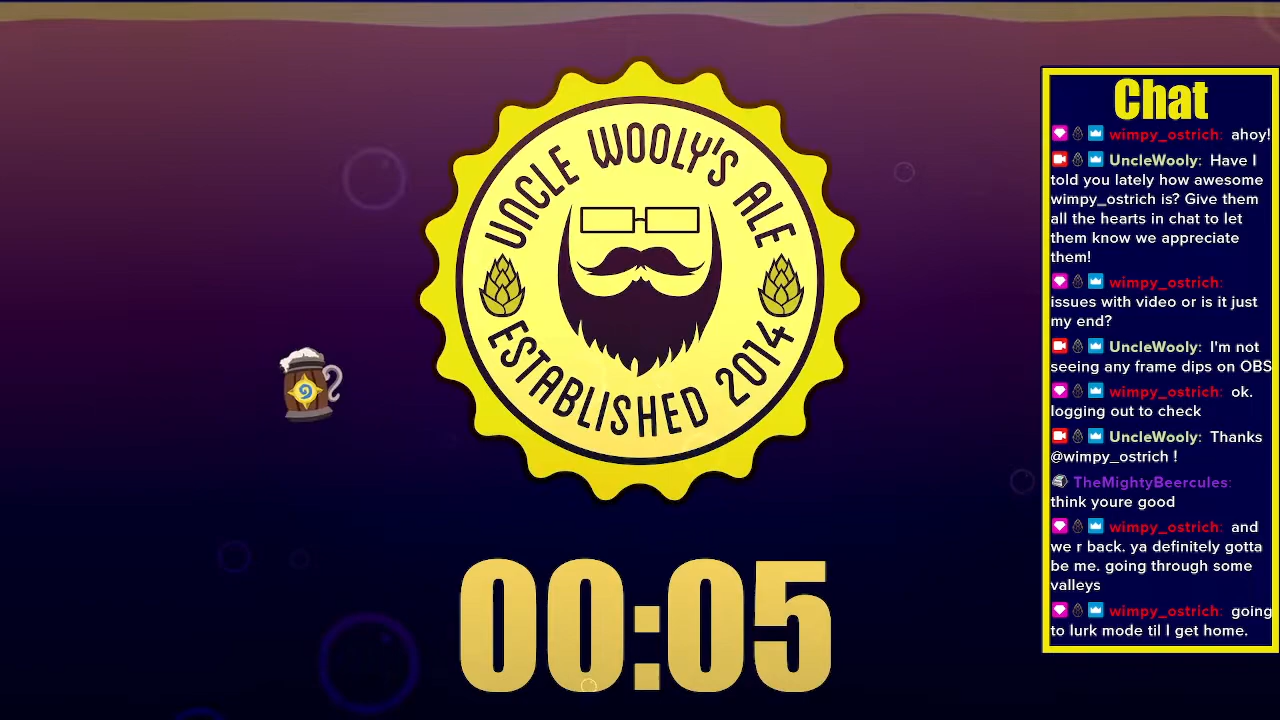 UNCLE WOOLY'S ALE
ESTABLISHED 2014
00:05
Chat
wimpy_ostrich: ahoy!
UncleWooly: Have I
told you lately how awesome
wimpy_ostrich is? Give them
all the hearts in chat to let
them know we appreciate
them!
wimpy_ostrich:
issues with video or is it just
my end?
UncleWooly: I'm not
seeing any frame dips on OBS
wimpy_ostrich: ok.
logging out to check
UncleWooly: Thanks
@wimpy_ostrich !
TheMightyBeercules:
think youre good
wimpy_ostrich: and
we r back. ya definitely gotta
be me. going through some
valleys
wimpy_ostrich: going
to lurk mode til I get home.